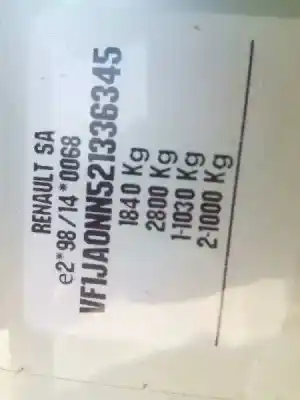 RENAULT SA
e2*98/14*0068
VF1JA0NN521336345
1840 Kg
2800 Kg
1-1030 Kg
2-1000 Kg